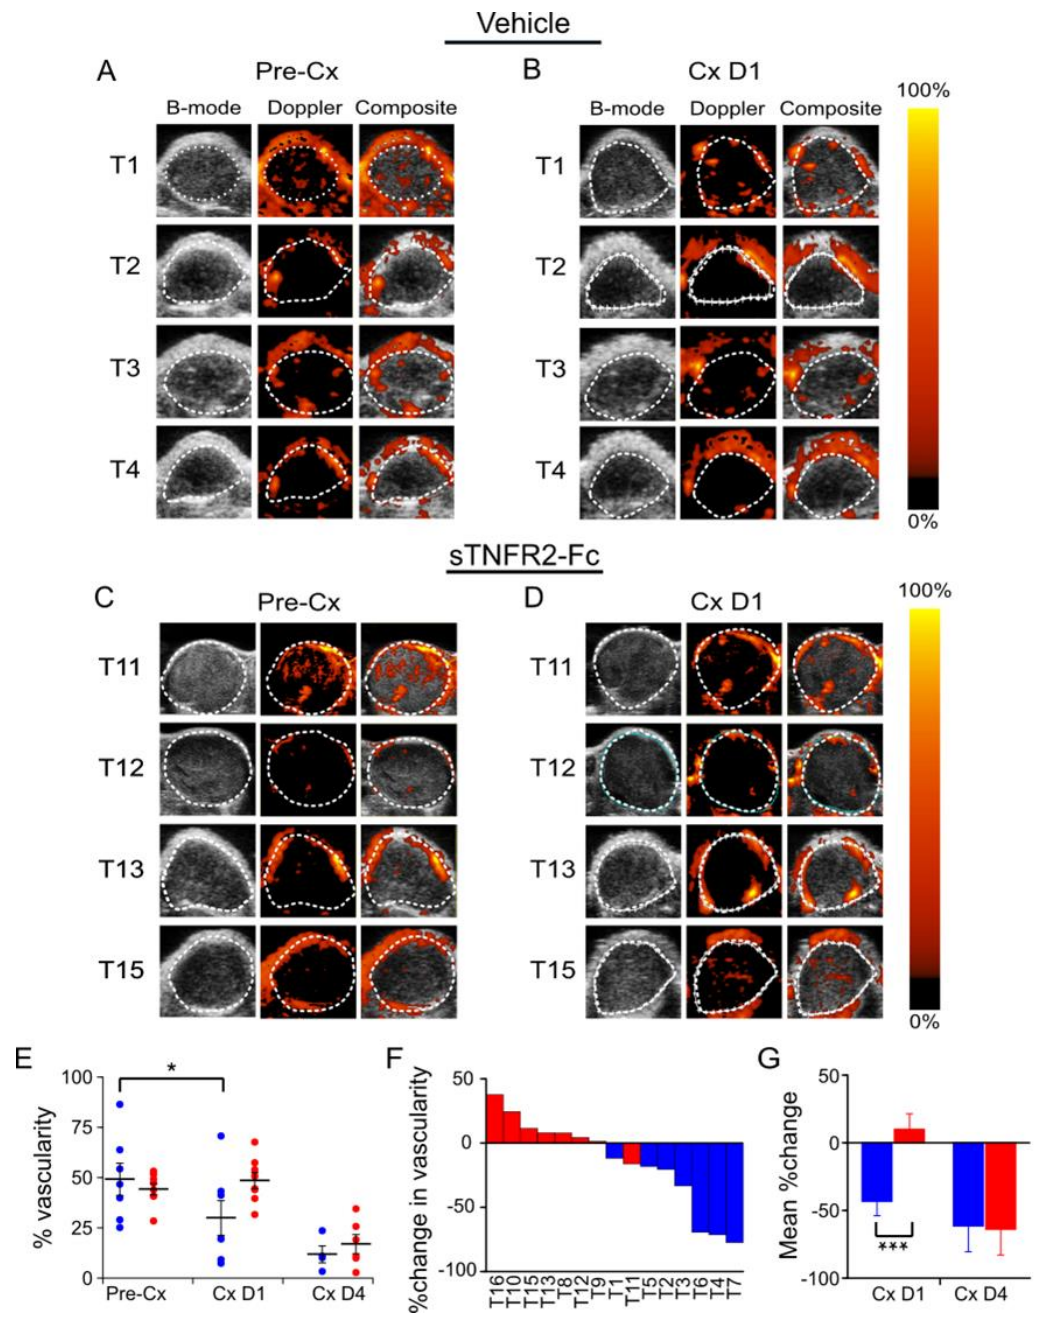 Vehicle
A
Pre-Cx
B-mode Doppler Composite
T1
T2
T3
T4
B
Cx D1
B-mode Doppler Composite
T1
T2
T3
T4
100%
0%
sTNFR2-Fc
C
Pre-Cx
T11
T12
T13
T15
D
Cx D1
T11
T12
T13
T15
100%
0%
E
% vascularity
100
75
50
25
0
*
Pre-Cx Cx D1 Cx D4
F
%change in vascularity
50
0
-50
-100
T16 T10 T15 T13 T8 T12 T9 T1 T11 T5 T2 T3 T6 T4 T7
G
Mean %change
50
0
-50
-100
***
Cx D1 Cx D4